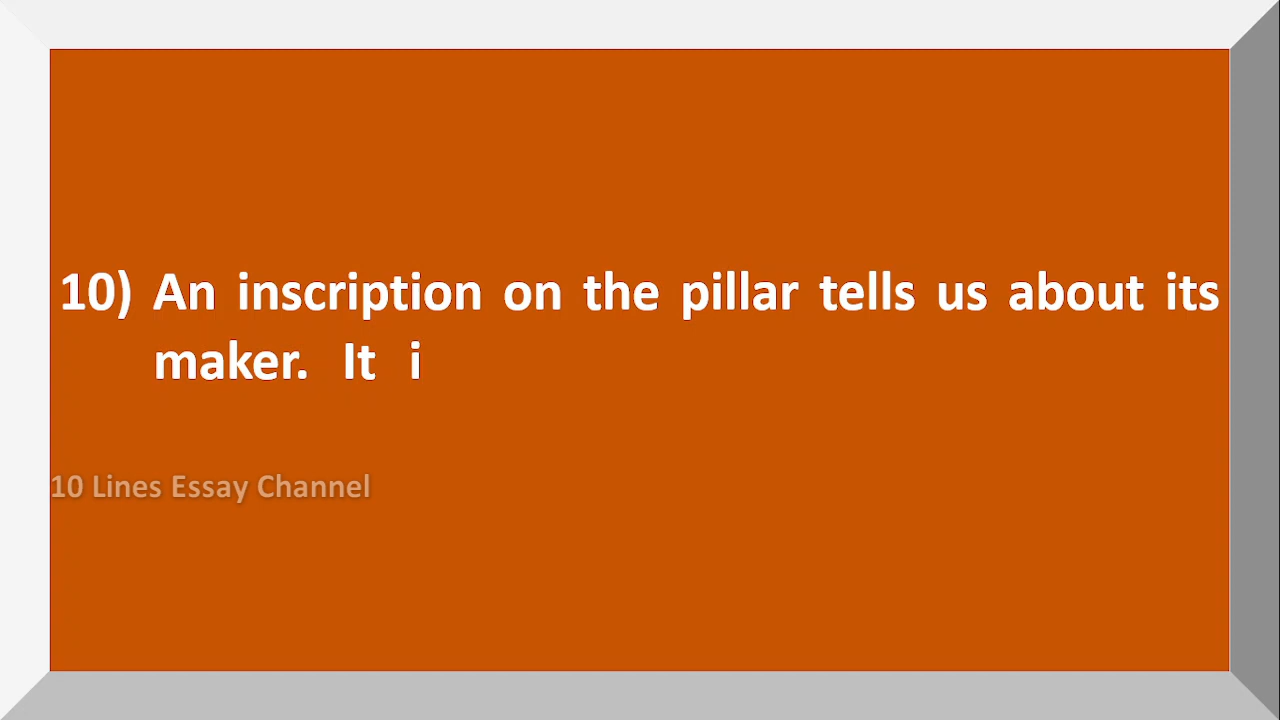 10) An inscription on the pillar tells us about its
maker. It i
10 Lines Essay Channel